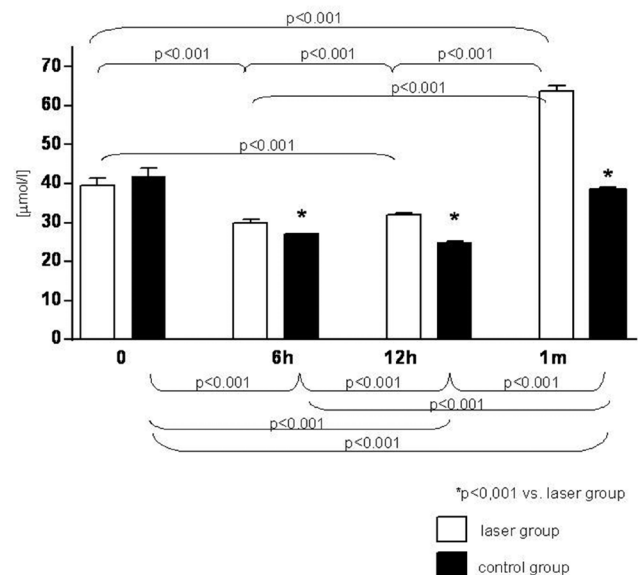 p<0.001
p<0.001 p<0.001 p<0.001
70
p<0.001
60
50
p<0.001
[µmol/l]
40
*
30
* *
20
10
0
0 6h 12h 1m
p<0.001 p<0.001 p<0.001
p<0.001
p<0.001
p<0.001
*p<0,001 vs. laser group
laser group
control group